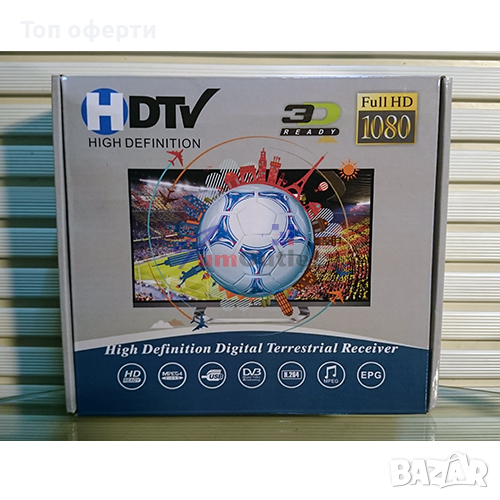 Топ оферти
HDTV
HIGH DEFINITION
3D
READY
Full HD
1080
High Definition Digital Terrestrial Receiver
HD READY
MPEG4
USB
DVB
H.264
MPEG
EPG
BAZAR